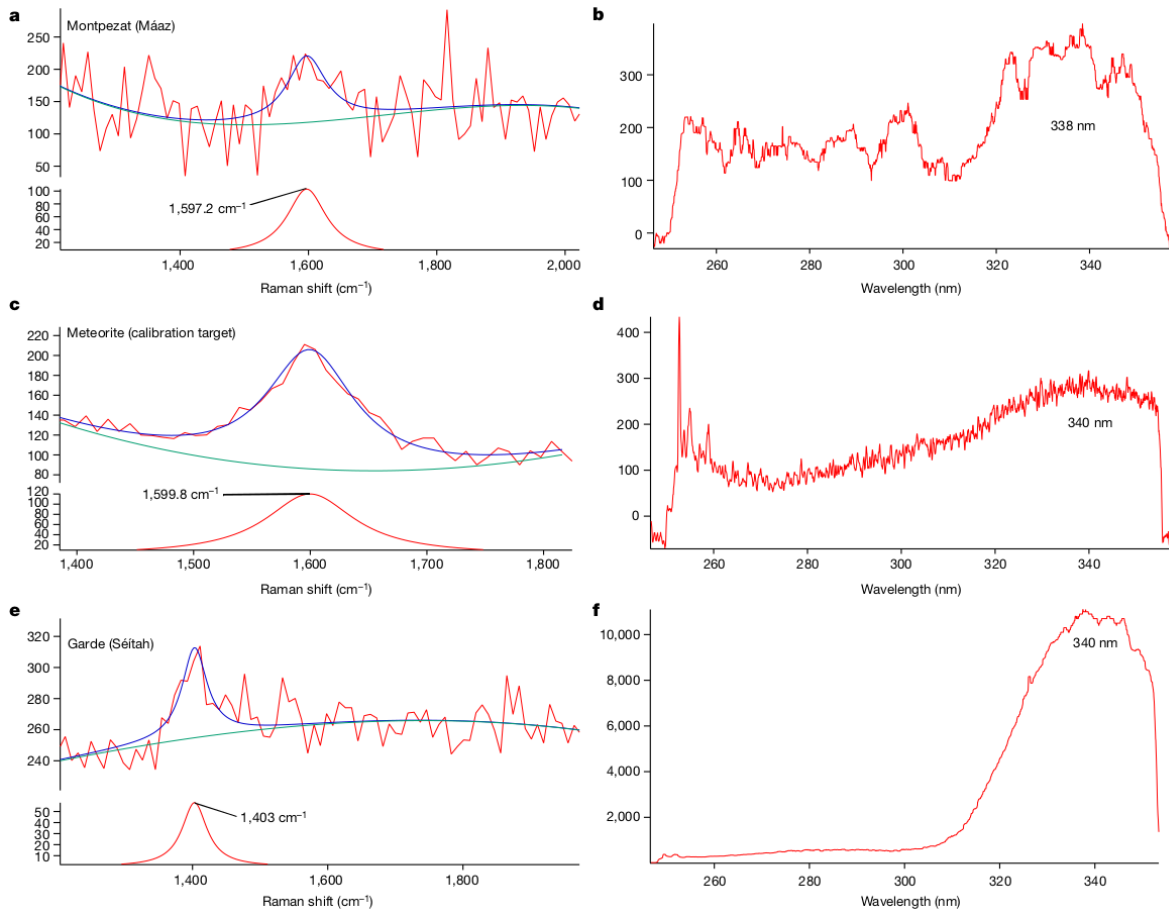 a
Montpezat (Máaz)
250
200
150
100
50
100
80
60
40
20
1,597.2 cm⁻¹
1,400 1,600 1,800 2,000
Raman shift (cm⁻¹)
b
300
200
100
0
338 nm
260 280 300 320 340
Wavelength (nm)
c
Meteorite (calibration target)
220
200
180
160
140
120
100
80
120
100
80
60
40
20
1,599.8 cm⁻¹
1,400 1,500 1,600 1,700 1,800
Raman shift (cm⁻¹)
d
400
300
200
100
0
340 nm
260 280 300 320 340
Wavelength (nm)
e
Garde (Séítah)
320
300
280
260
240
50
40
30
20
10
1,403 cm⁻¹
1,400 1,600 1,800
Raman shift (cm⁻¹)
f
10,000
8,000
6,000
4,000
2,000
340 nm
260 280 300 320 340
Wavelength (nm)